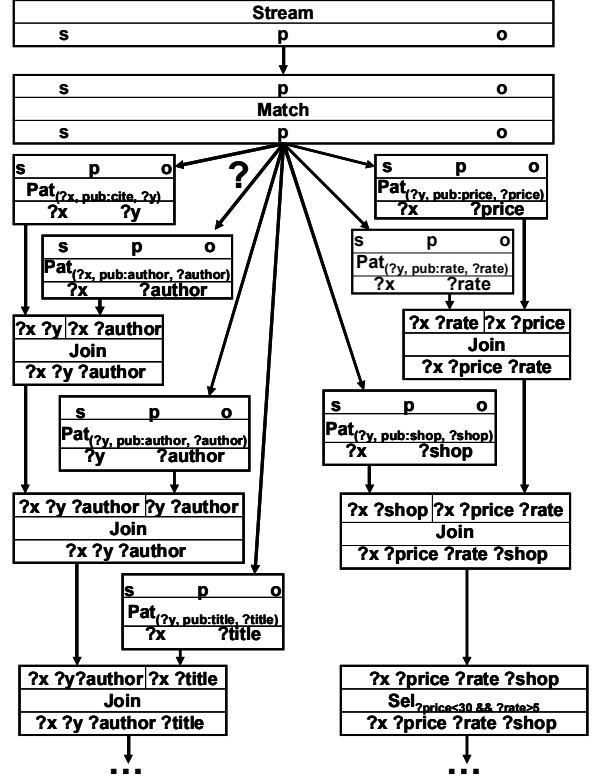 Stream
s p o
s p o
Match
s p o
?
s p o
Pat(?x, pub:cite, ?y)
?x ?y
s p o
Pat(?y, pub:price, ?price)
?x ?price
s p o
Pat(?x, pub:author, ?author)
?x ?author
s p o
Pat(?y, pub:rate, ?rate)
?x ?rate
?x ?y ?x ?author
Join
?x ?y ?author
?x ?rate ?x ?price
Join
?x ?price ?rate
s p o
Pat(?y, pub:author, ?author)
?y ?author
s p o
Pat(?y, pub:shop, ?shop)
?x ?shop
?x ?y ?author ?y ?author
Join
?x ?y ?author
?x ?shop ?x ?price ?rate
Join
?x ?price ?rate ?shop
s p o
Pat(?y, pub:title, ?title)
?x ?title
?x ?y?author ?x ?title
Join
?x ?y ?author ?title
...
?x ?price ?rate ?shop
Sel?price<30 && ?rate>5
?x ?price ?rate ?shop
...